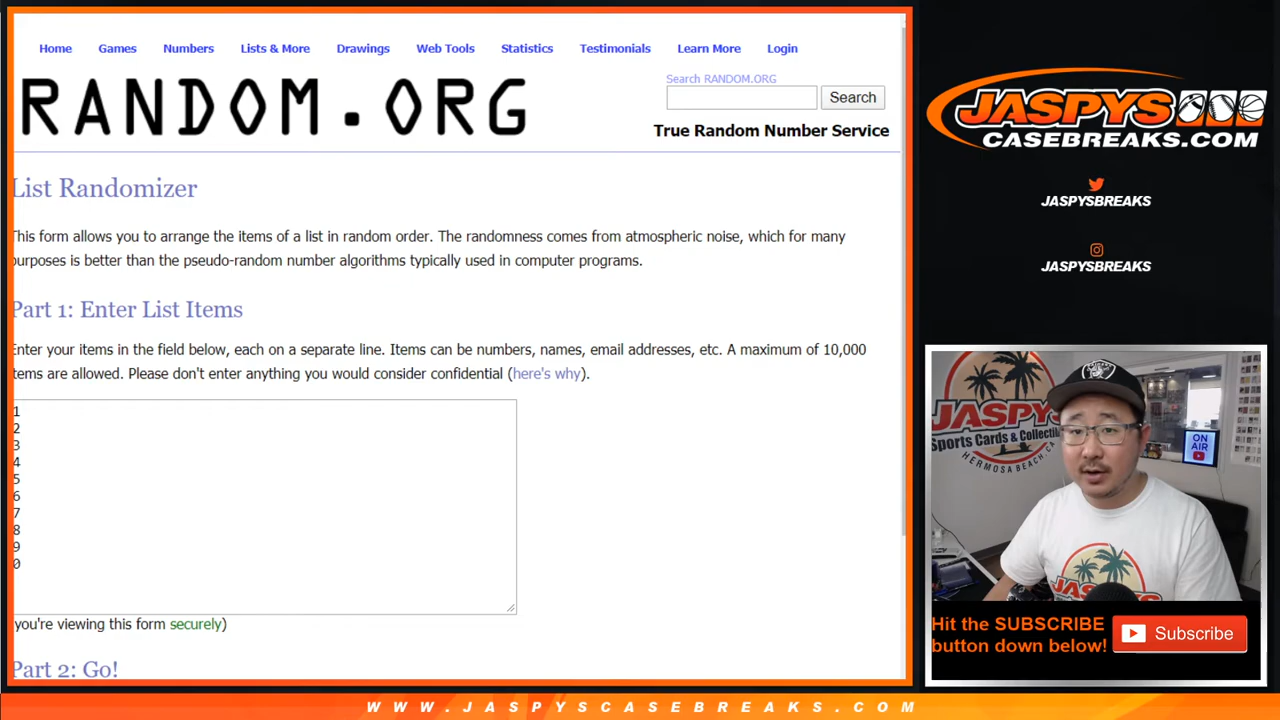 Home Games Numbers Lists & More Drawings Web Tools Statistics Testimonials Learn More Login
RANDOM.ORG
Search RANDOM.ORG
Search
True Random Number Service
List Randomizer
This form allows you to arrange the items of a list in random order. The randomness comes from atmospheric noise, which for many
purposes is better than the pseudo-random number algorithms typically used in computer programs.
Part 1: Enter List Items
Enter your items in the field below, each on a separate line. Items can be numbers, names, email addresses, etc. A maximum of 10,000
items are allowed. Please don't enter anything you would consider confidential (here's why).
1
2
3
4
5
6
7
8
9
0
you're viewing this form securely)
Part 2: Go!
JASPYS
CASEBREAKS.COM
JASPYSBREAKS
JASPYSBREAKS
JASPYS
Sports Cards & Collectibl
HERMOSA BEACH, CA
ON
AIR
Hit the SUBSCRIBE
button down below!
Subscribe
WWW.JASPYSCASEBREAKS.COM